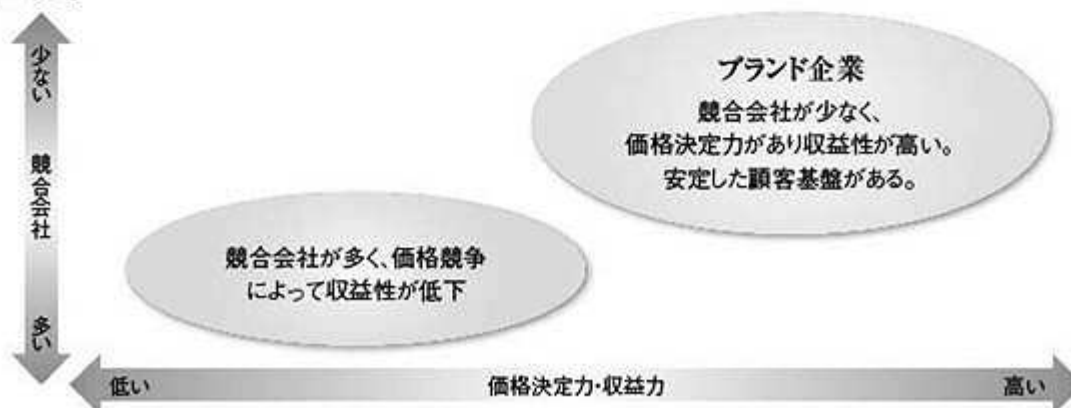 少ない
競合会社
多い
ブランド企業
競合会社が少なく、
価格決定力があり収益性が高い。
安定した顧客基盤がある。
競合会社が多く、価格競争
によって収益性が低下
低い
価格決定力・収益力
高い